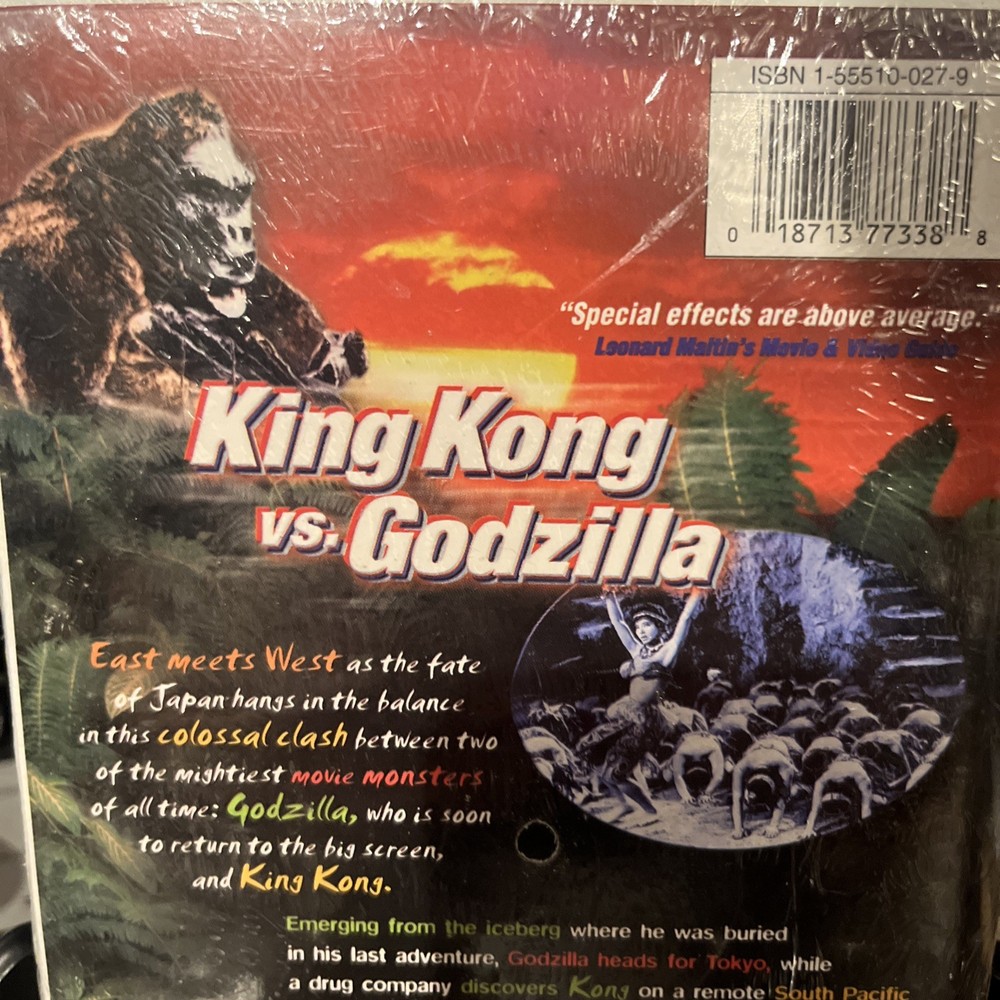 ISBN 1-55510-027-9
0 18713 77338 8
“Special effects are above average.”
Leonard Maltin's Movie & Video Guide
King Kong
vs. Godzilla
East meets West as the fate
of Japan hangs in the balance
in this colossal clash between two
of the mightiest movie monsters
of all time: Godzilla, who is soon
to return to the big screen,
and King Kong.
Emerging from the iceberg where he was buried
in his last adventure, Godzilla heads for Tokyo, while
a drug company discovers Kong on a remote South Pacific